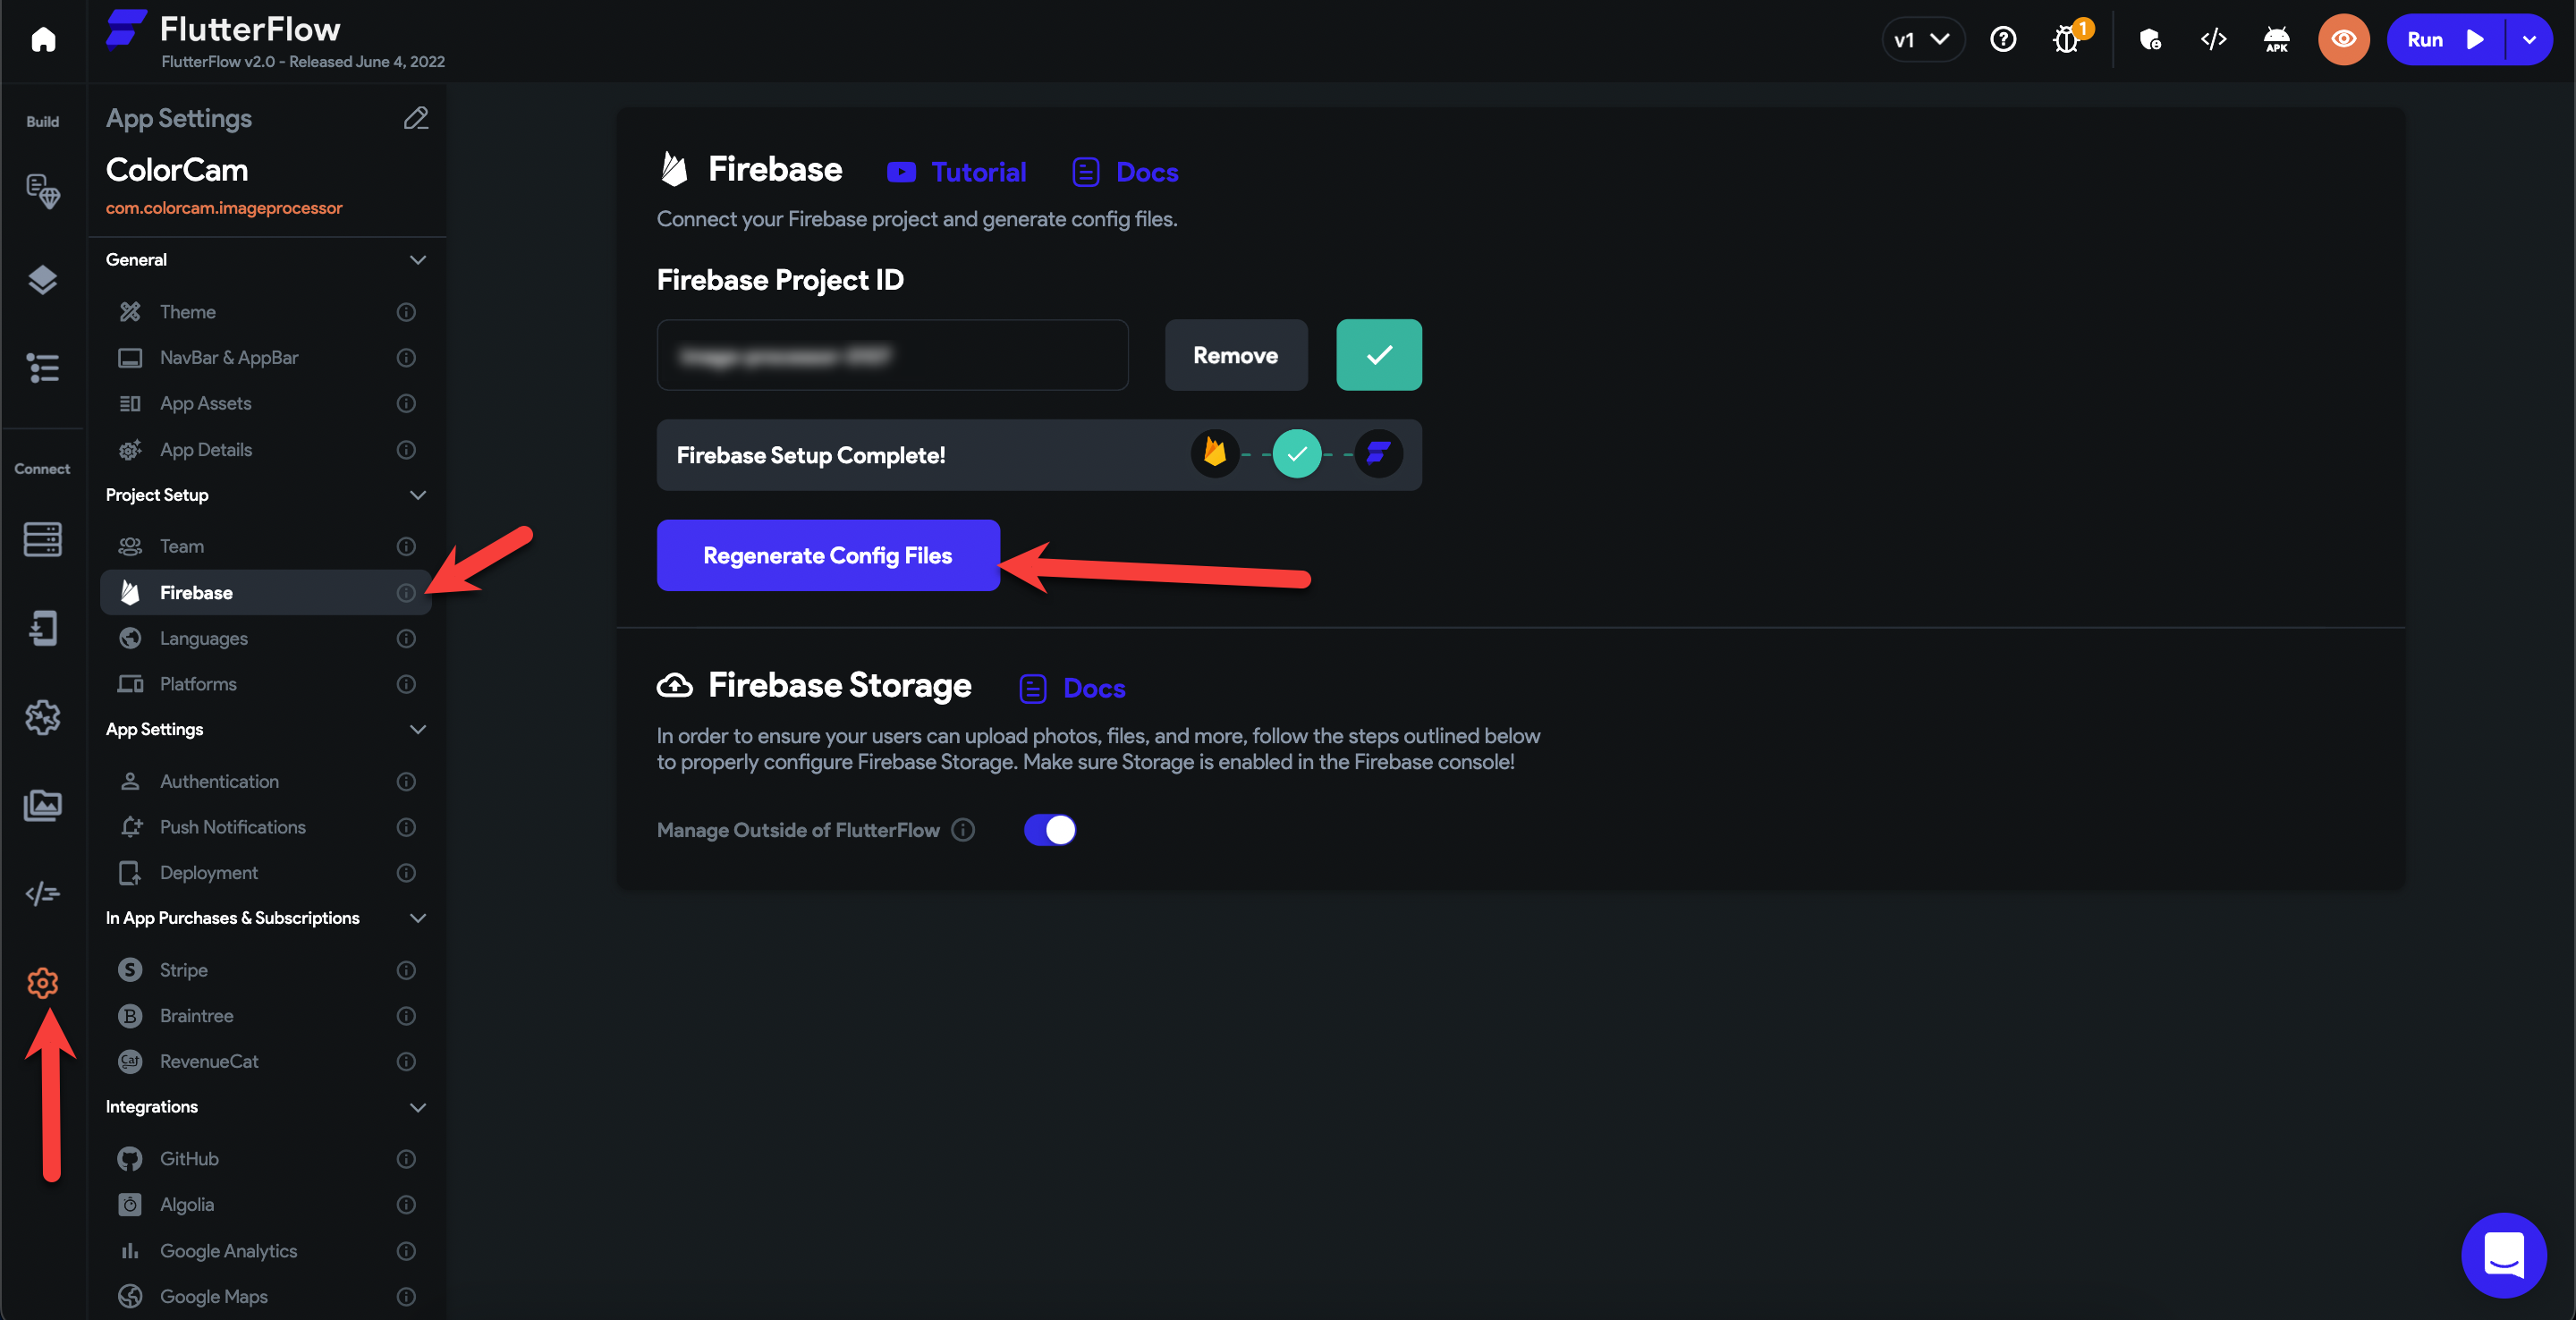 FlutterFlow
FlutterFlow v2.0 - Released June 4, 2022
v1
1
APK
Run
Build
Connect
App Settings
ColorCam
com.colorcam.imageprocessor
General
Theme
NavBar & AppBar
App Assets
App Details
Project Setup
Team
Firebase
Languages
Platforms
App Settings
Authentication
Push Notifications
Deployment
In App Purchases & Subscriptions
Stripe
Braintree
RevenueCat
Integrations
GitHub
Algolia
Google Analytics
Google Maps
Firebase
Tutorial
Docs
Connect your Firebase project and generate config files.
Firebase Project ID
Remove
Firebase Setup Complete!
Regenerate Config Files
Firebase Storage
Docs
In order to ensure your users can upload photos, files, and more, follow the steps outlined below
to properly configure Firebase Storage. Make sure Storage is enabled in the Firebase console!
Manage Outside of FlutterFlow